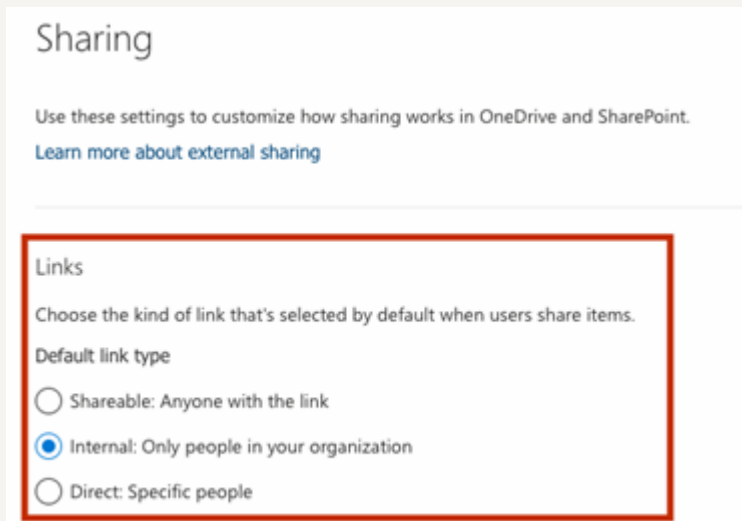 Sharing
Use these settings to customize how sharing works in OneDrive and SharePoint.
Learn more about external sharing
Links
Choose the kind of link that's selected by default when users share items.
Default link type
Shareable: Anyone with the link
Internal: Only people in your organization
Direct: Specific people